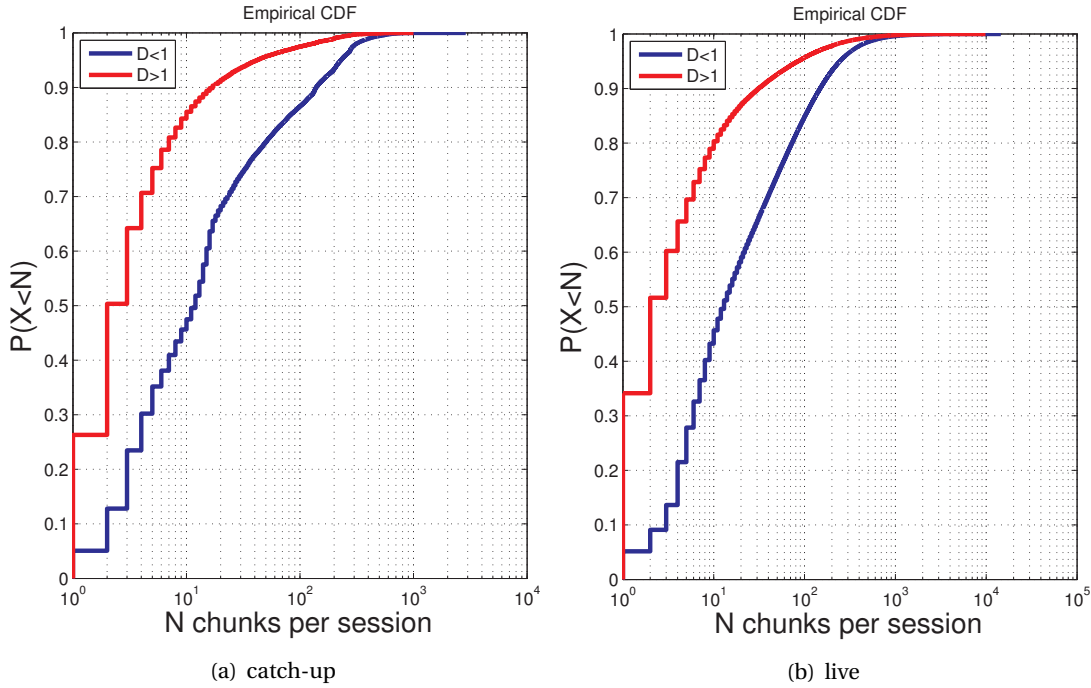 Empirical CDF
1
0.9
0.8
0.7
0.6
0.5
0.4
0.3
0.2
0.1
0
P(X<N)
D<1
D>1
10^0
10^1
10^2
10^3
10^4
N chunks per session
(a) catch-up
Empirical CDF
1
0.9
0.8
0.7
0.6
0.5
0.4
0.3
0.2
0.1
0
P(X<N)
D<1
D>1
10^0
10^1
10^2
10^3
10^4
10^5
N chunks per session
(b) live